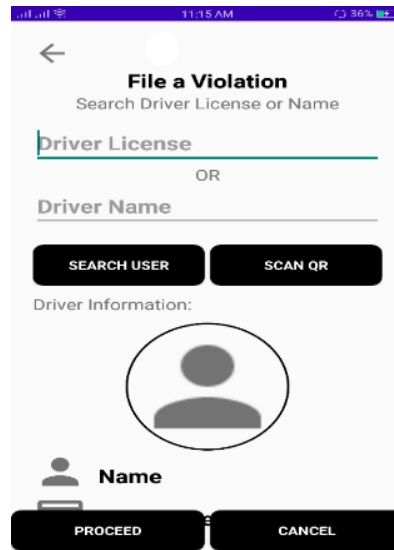 11:15 AM 36%
File a Violation
Search Driver License or Name
Driver License
OR
Driver Name
SEARCH USER SCAN QR
Driver Information:
Name
PROCEED CANCEL